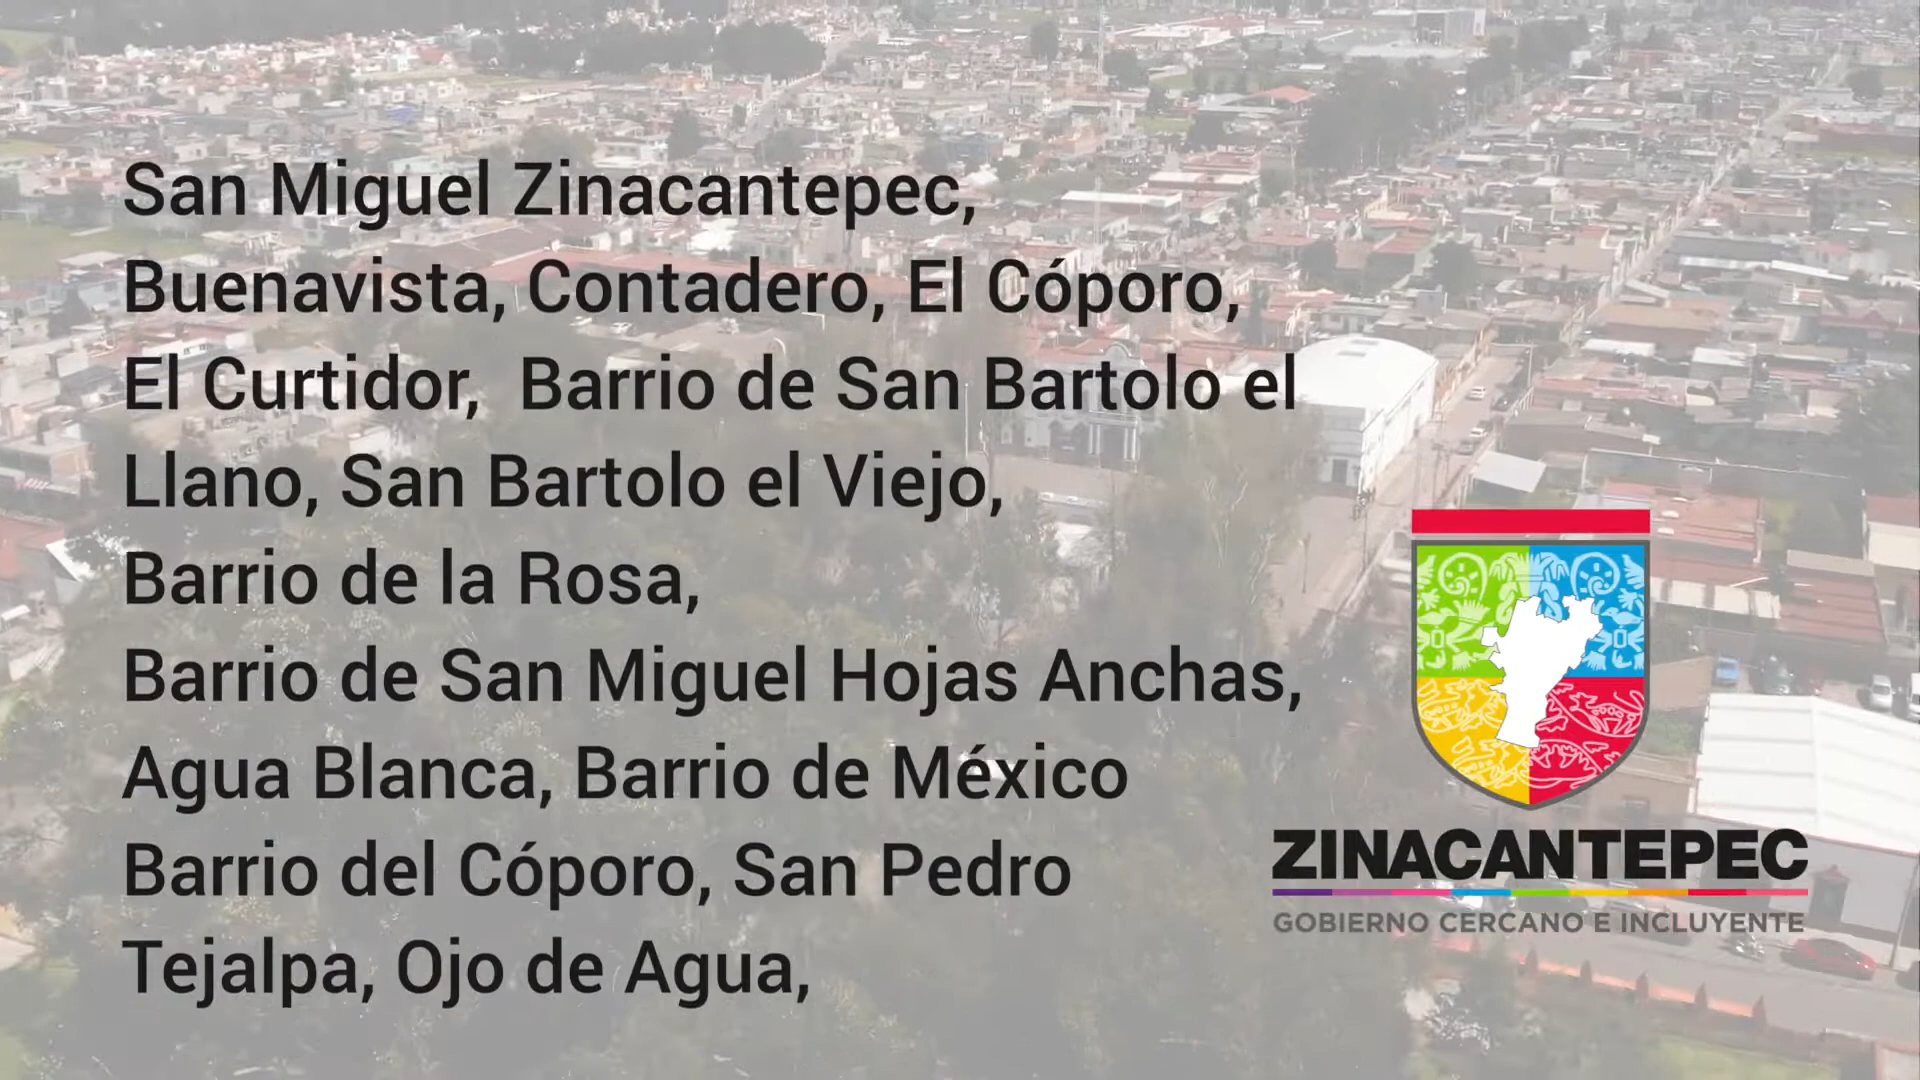 San Miguel Zinacantepec,
Buenavista, Contadero, El Cóporo,
El Curtidor, Barrio de San Bartolo el
Llano, San Bartolo el Viejo,
Barrio de la Rosa,
Barrio de San Miguel Hojas Anchas,
Agua Blanca, Barrio de México
Barrio del Cóporo, San Pedro
Tejalpa, Ojo de Agua,
ZINACANTEPEC
GOBIERNO CERCANO E INCLUYENTE